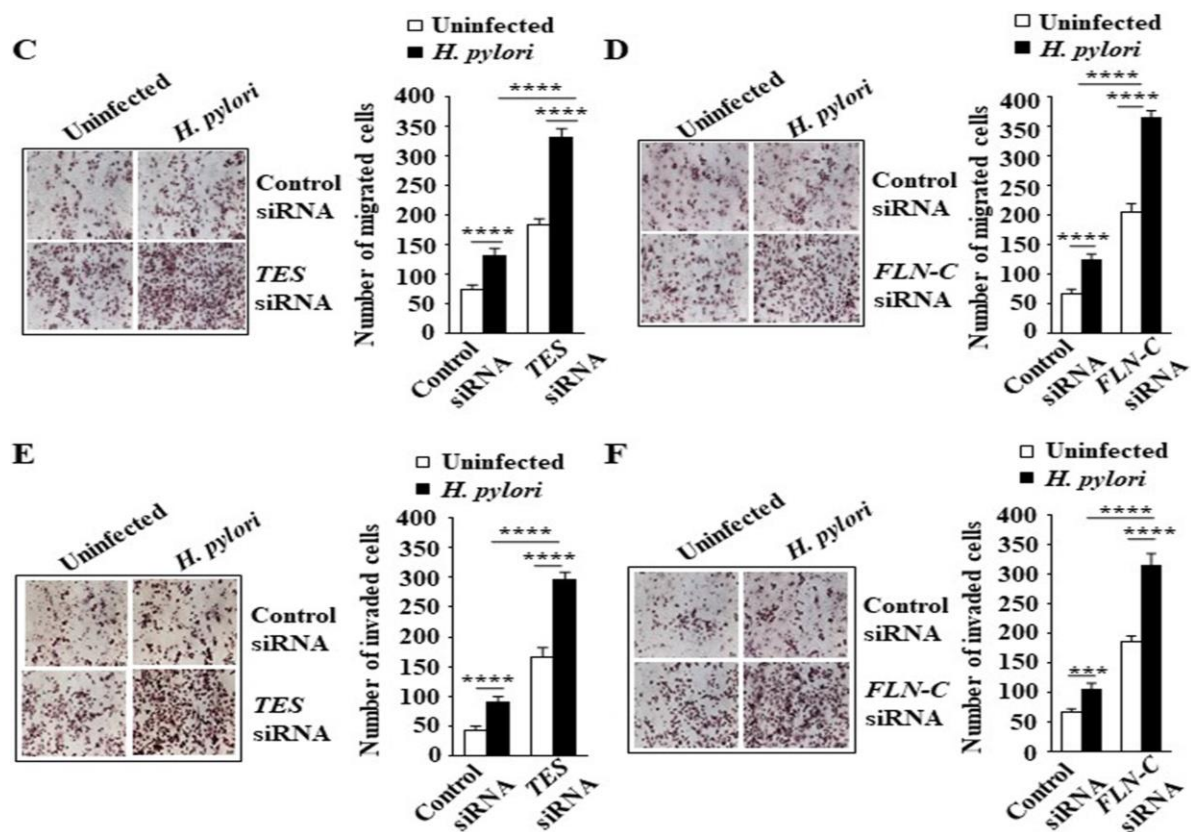 C
Uninfected
H. pylori
Control
siRNA
TES
siRNA
Uninfected
H. pylori
Number of migrated cells
400
350
300
250
200
150
100
50
0
****
****
****
Control
siRNA
TES
siRNA
D
Uninfected
H. pylori
Control
siRNA
FLN-C
siRNA
Uninfected
H. pylori
Number of migrated cells
400
350
300
250
200
150
100
50
0
****
****
****
Control
siRNA
FLN-C
siRNA
E
Uninfected
H. pylori
Control
siRNA
TES
siRNA
Uninfected
H. pylori
Number of invaded cells
400
350
300
250
200
150
100
50
0
****
****
****
Control
siRNA
TES
siRNA
F
Uninfected
H. pylori
Control
siRNA
FLN-C
siRNA
Uninfected
H. pylori
Number of invaded cells
400
350
300
250
200
150
100
50
0
****
****
***
Control
siRNA
FLN-C
siRNA